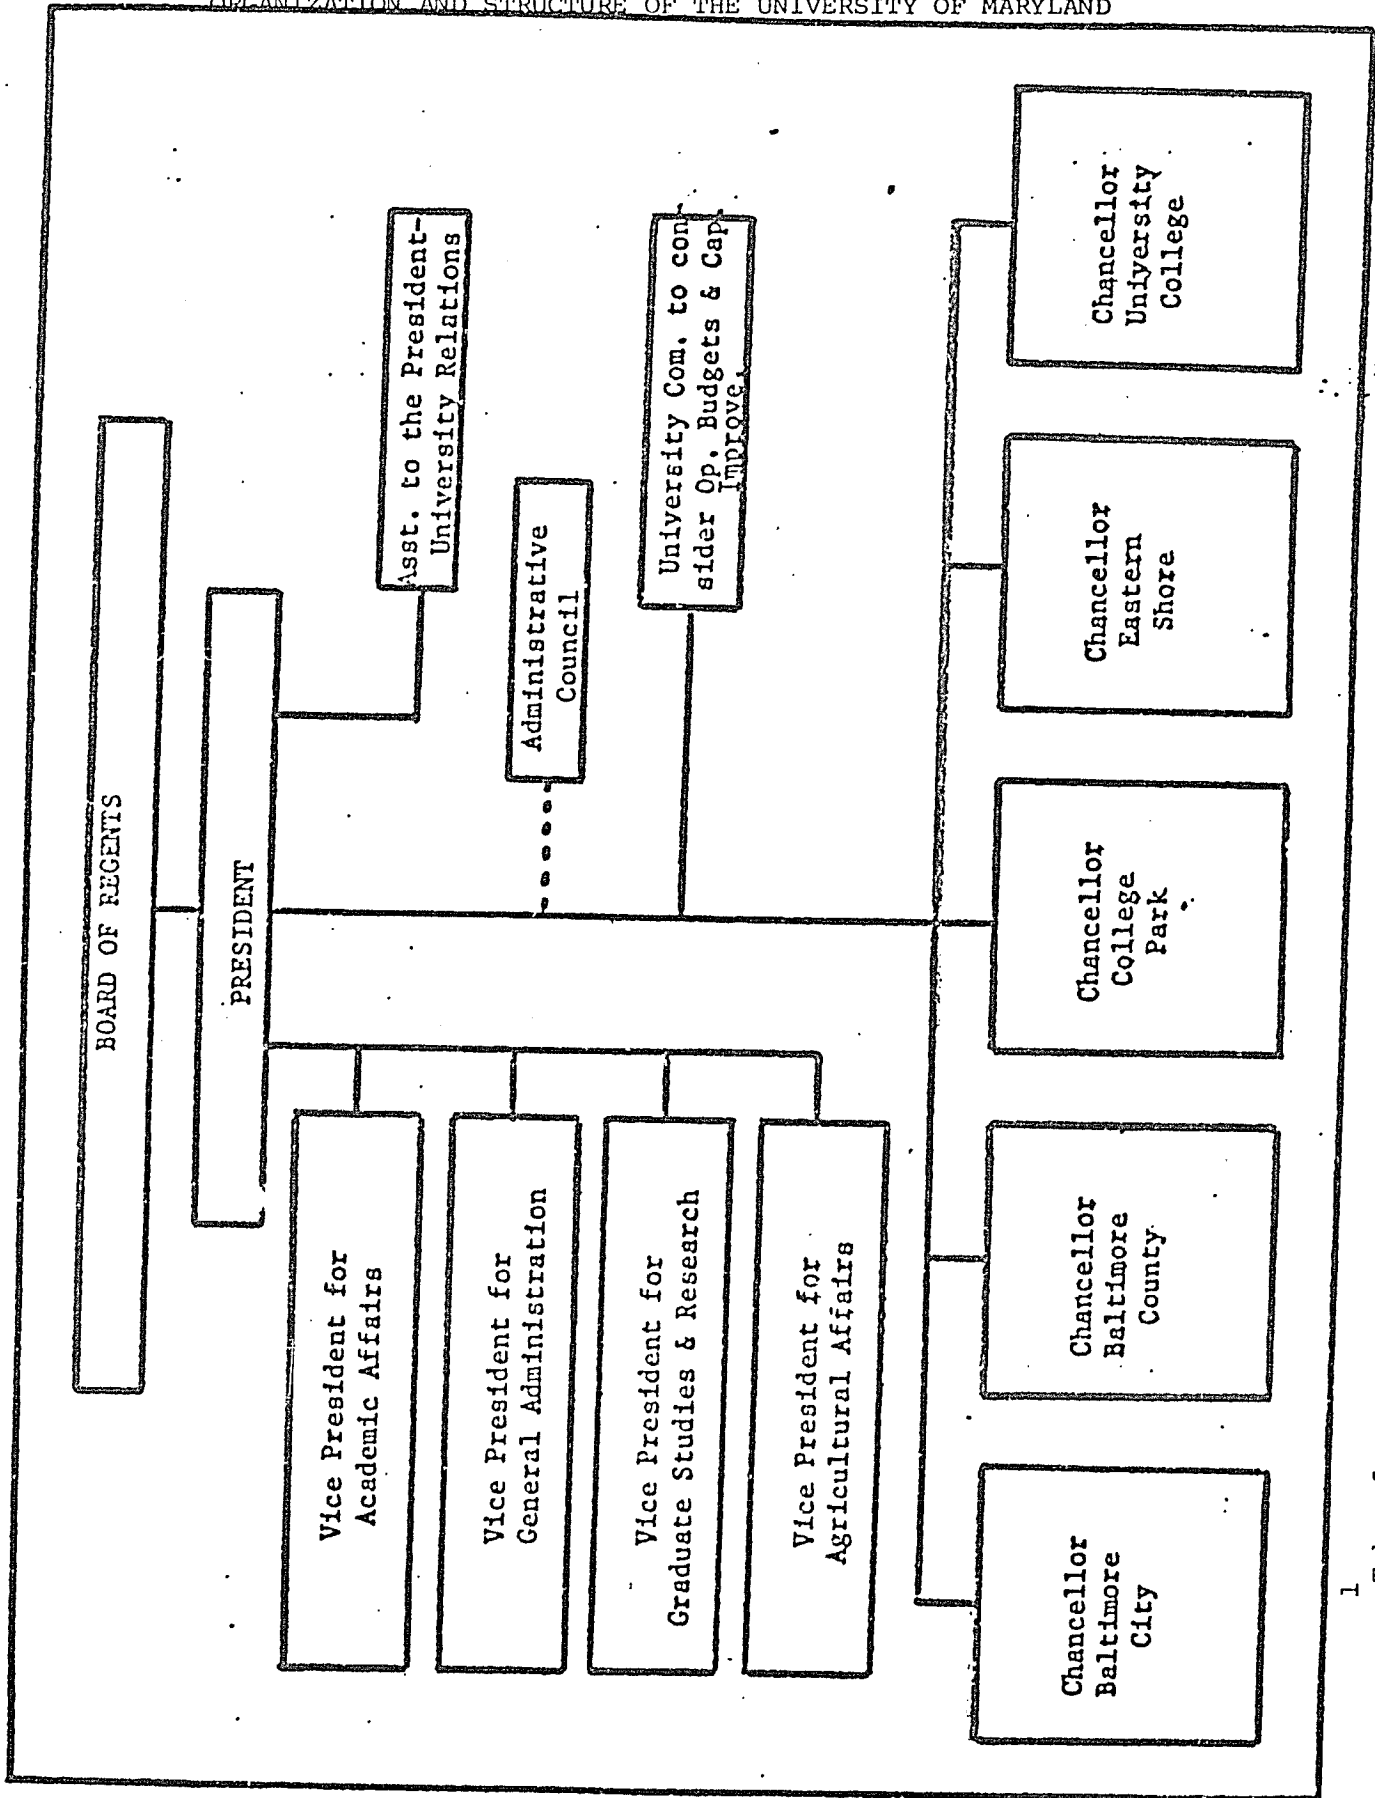 ORGANIZATION AND STRUCTURE OF THE UNIVERSITY OF MARYLAND
BOARD OF REGENTS
PRESIDENT
Asst. to the President-
University Relations
Vice President for
Academic Affairs
Administrative
Council
Vice President for
General Administration
University Com. to con
sider Op. Budgets & Cap
Improve.
Vice President for
Graduate Studies & Research
Vice President for
Agricultural Affairs
Chancellor
Baltimore
City
Chancellor
Baltimore
County
Chancellor
College
Park
Chancellor
Eastern
Shore
Chancellor
University
College
1